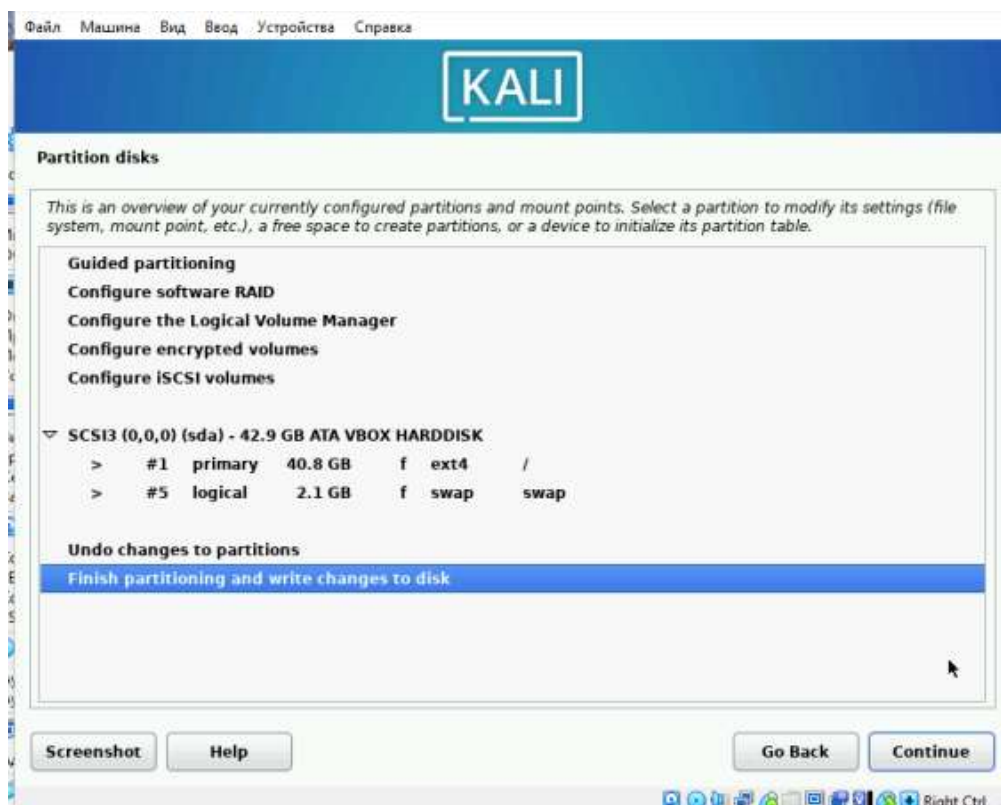 Файл Машина Вид Ввод Устройства Справка
KALI
Partition disks
This is an overview of your currently configured partitions and mount points. Select a partition to modify its settings (file
system, mount point, etc.), a free space to create partitions, or a device to initialize its partition table.
Guided partitioning
Configure software RAID
Configure the Logical Volume Manager
Configure encrypted volumes
Configure iSCSI volumes
SCSI3 (0,0,0) (sda) - 42.9 GB ATA VBOX HARDDISK
> #1 primary 40.8 GB f ext4 /
> #5 logical 2.1 GB f swap swap
Undo changes to partitions
Finish partitioning and write changes to disk
Screenshot Help Go Back Continue
Right Ctrl